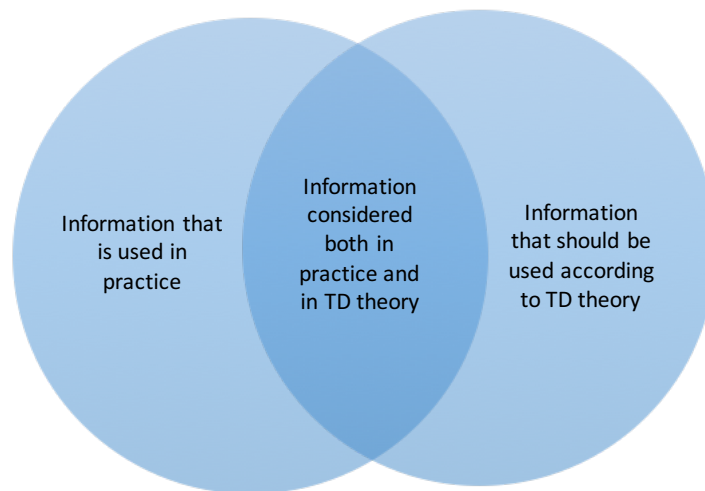 Information that
is used in
practice
Information
considered
both in
practice and
in TD theory
Information
that should be
used according
to TD theory